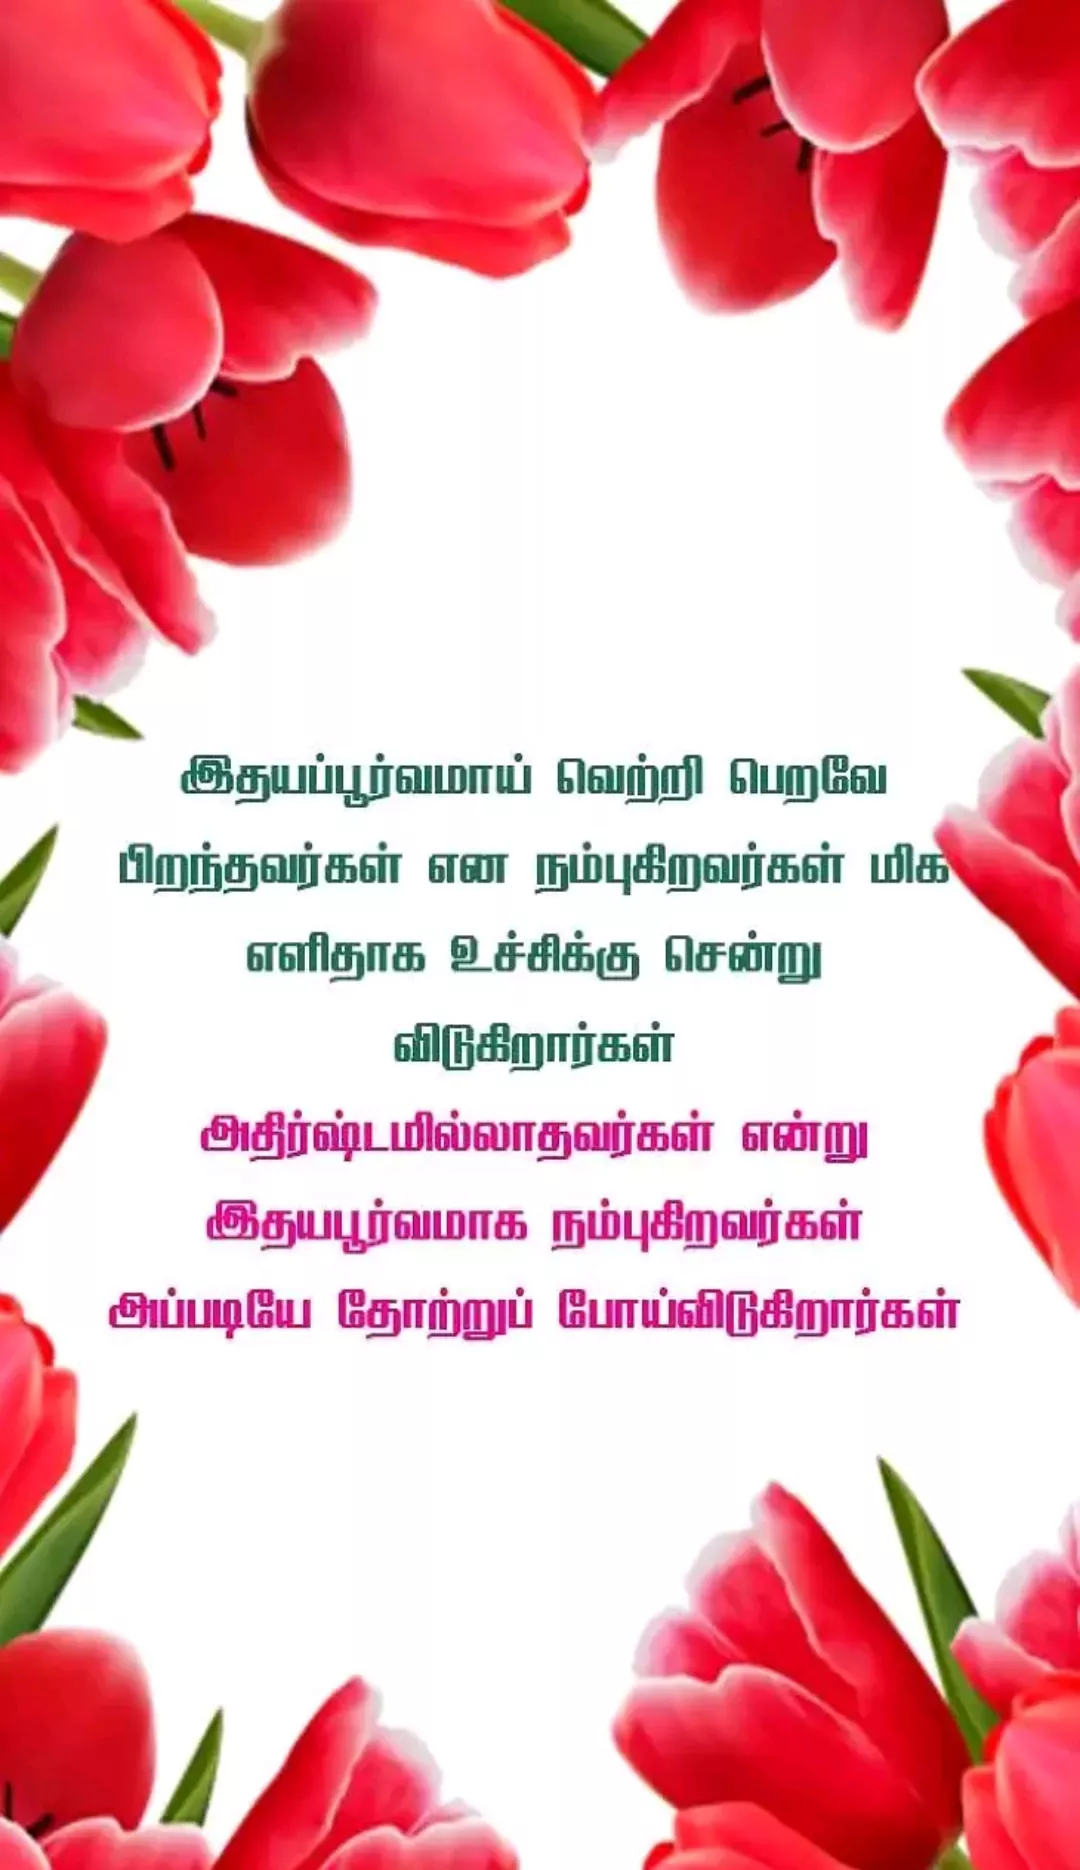 இதயப்பூர்வமாய் வெற்றி பெறவே
பிறந்தவர்கள் என நம்புகிறவர்கள் மிக
எளிதாக உச்சிக்கு சென்று
விடுகிறார்கள்
அதிர்ஷ்டமில்லாதவர்கள் என்று
இதயபூர்வமாக நம்புகிறவர்கள்
அப்படியே தோற்றுப் போய்விடுகிறார்கள்